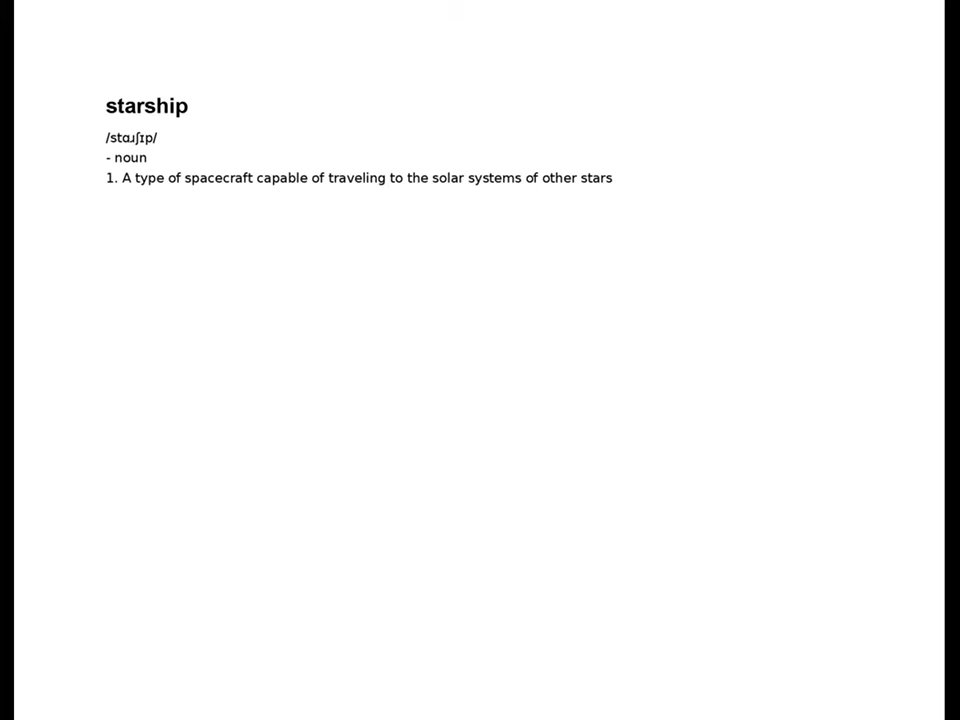 starship
/stɑɹʃɪp/
- noun
1. A type of spacecraft capable of traveling to the solar systems of other stars